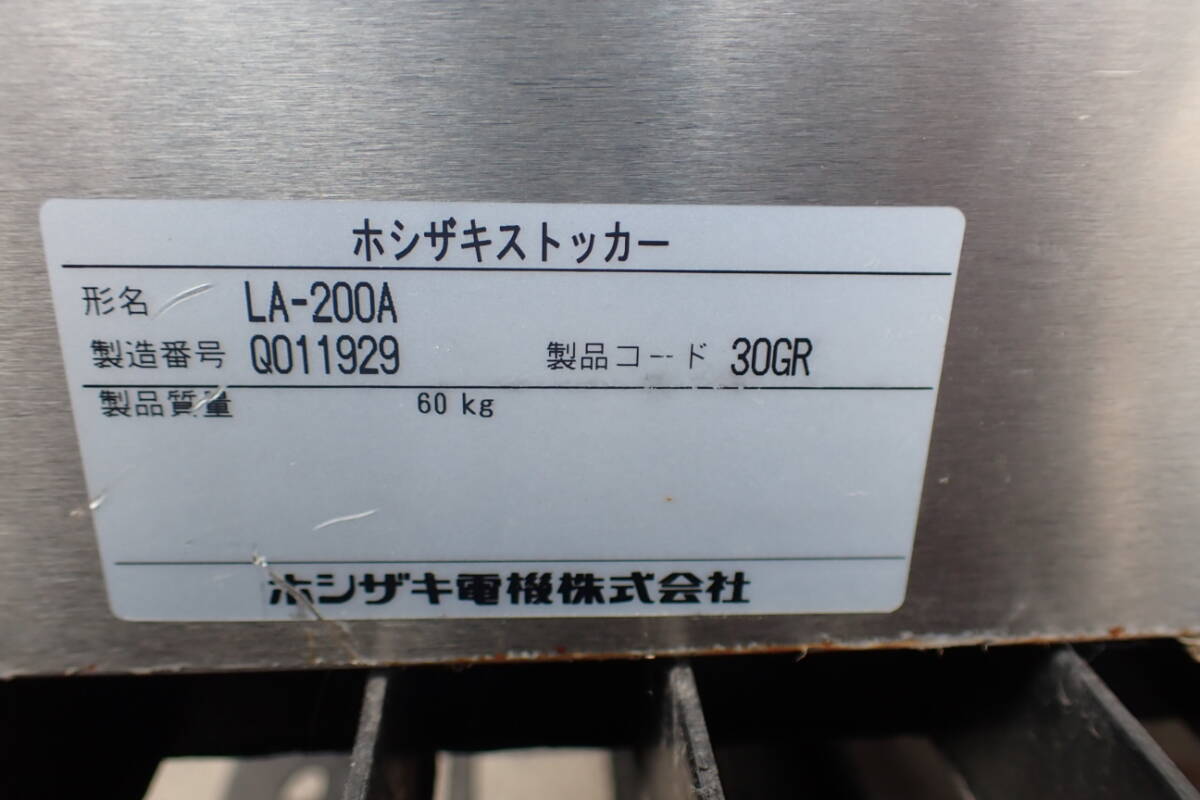 ホシザキストッカー
形名 LA-200A
製造番号 Q011929 製品コード 30GR
製品質量 60 kg
ホシザキ電機株式会社